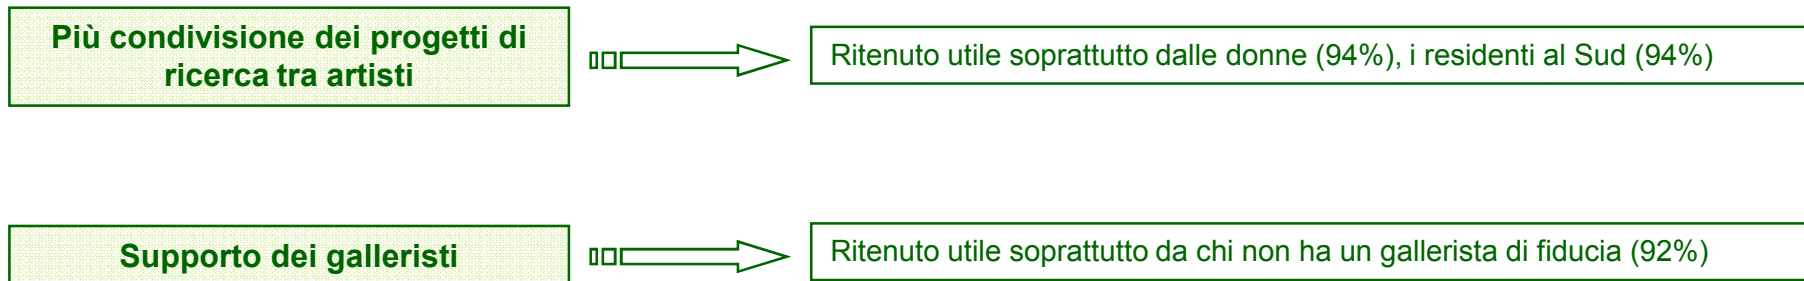 Più condivisione dei progetti di
ricerca tra artisti
Ritenuto utile soprattutto dalle donne (94%), i residenti al Sud (94%)
Supporto dei galleristi
Ritenuto utile soprattutto da chi non ha un gallerista di fiducia (92%)